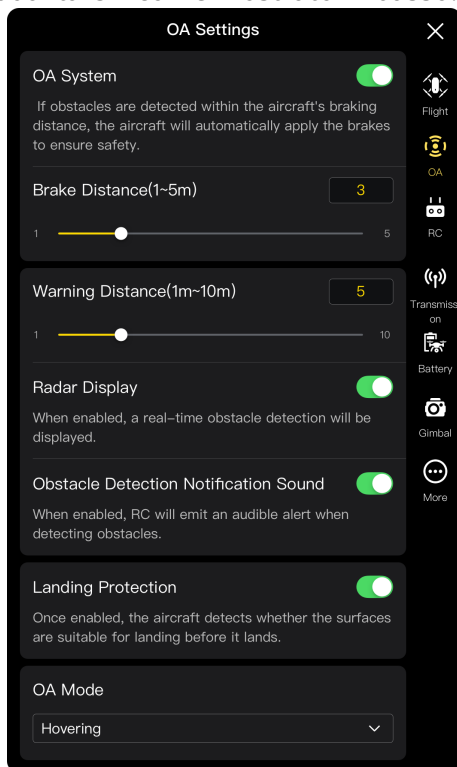 OA Settings
OA System
If obstacles are detected within the aircraft's braking
distance, the aircraft will automatically apply the brakes
to ensure safety.
Brake Distance(1~5m)
3
1
5
Warning Distance(1m~10m)
5
1
10
Radar Display
When enabled, a real-time obstacle detection will be
displayed.
Obstacle Detection Notification Sound
When enabled, RC will emit an audible alert when
detecting obstacles.
Landing Protection
Once enabled, the aircraft detects whether the surfaces
are suitable for landing before it lands.
OA Mode
Hovering
Flight
OA
RC
Transmissi
on
Battery
Gimbal
More